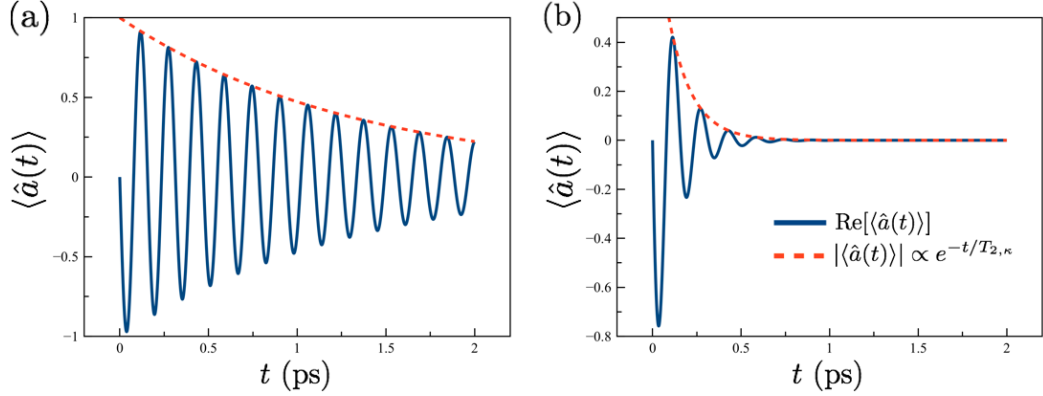 (a)
1
0.5
0
−0.5
−1
⟨â(t)⟩
0 0.5 1 1.5 2
t (ps)
(b)
0.4
0.2
0
−0.2
−0.4
−0.6
−0.8
⟨â(t)⟩
Re[⟨â(t)⟩]
|⟨â(t)⟩| ∝ e^{−t/T_{2,κ}}
0 0.5 1 1.5 2
t (ps)